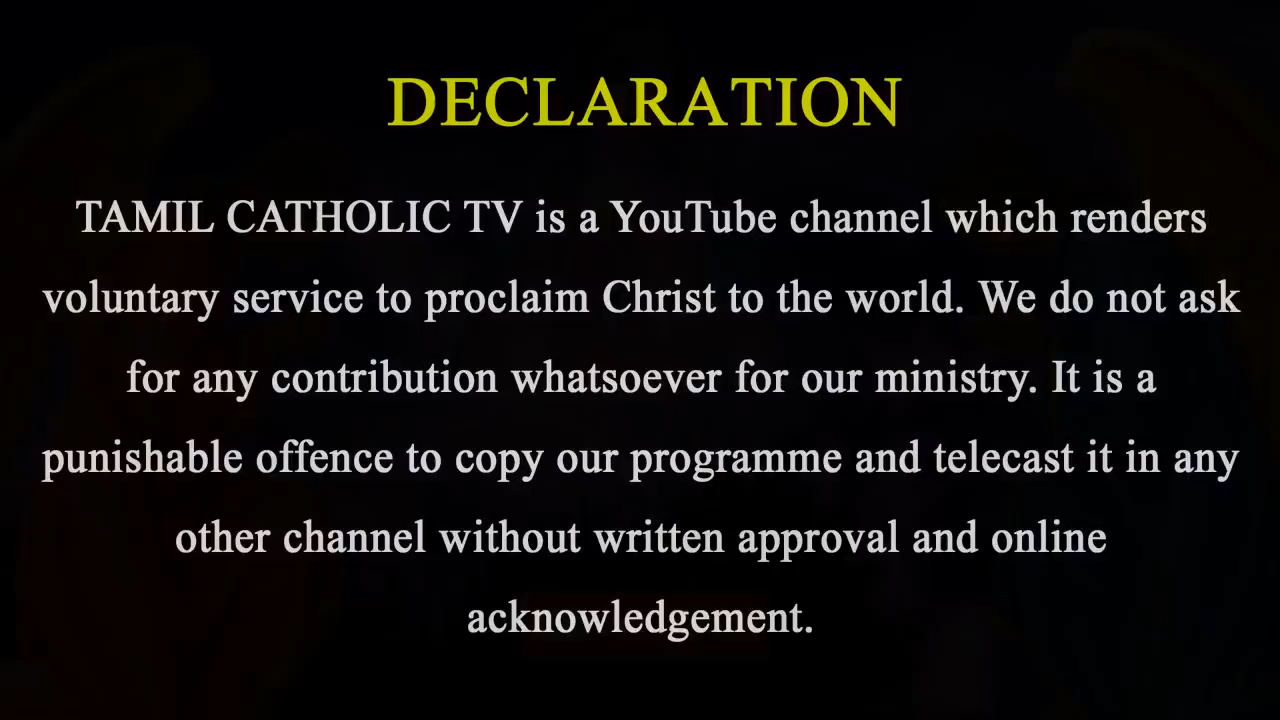 DECLARATION
TAMIL CATHOLIC TV is a YouTube channel which renders
voluntary service to proclaim Christ to the world. We do not ask
for any contribution whatsoever for our ministry. It is a
punishable offence to copy our programme and telecast it in any
other channel without written approval and online
acknowledgement.